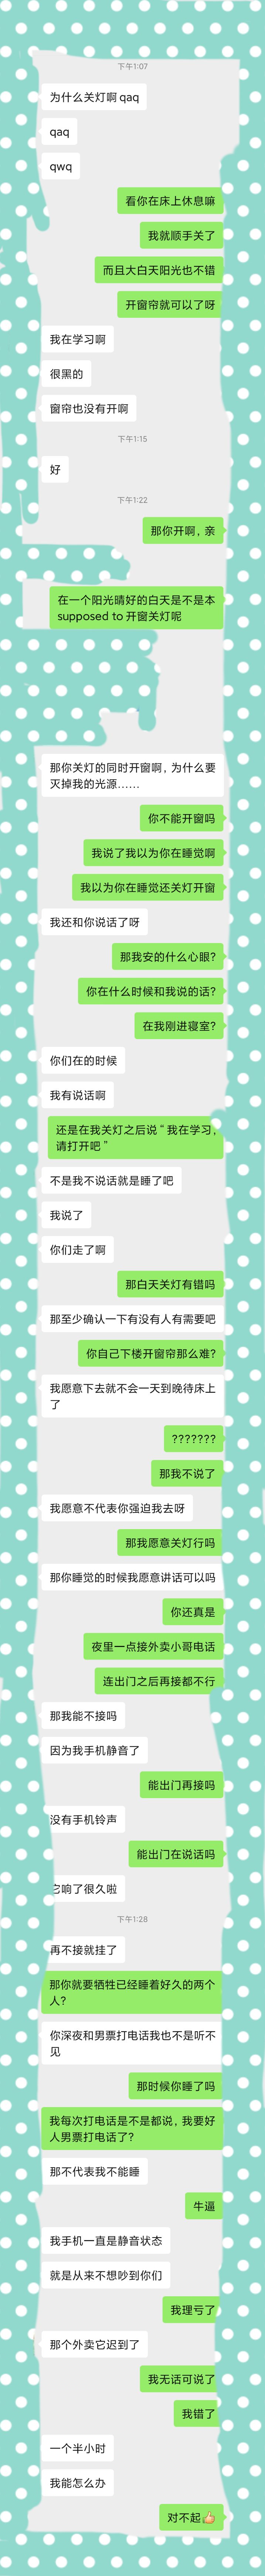 下午1:07
为什么关灯啊 qaq
qaq
qwq
看你在床上休息嘛
我就顺手关了
而且大白天阳光也不错
开窗帘就可以了呀
我在学习啊
很黑的
窗帘也没有开啊
下午1:15
好
下午1:22
那你开啊，亲
在一个阳光晴好的白天是不是本
supposed to 开窗关灯呢
那你关灯的同时开窗啊，为什么要
灭掉我的光源……
你不能开窗吗
我说了我以为你在睡觉啊
我以为你在睡觉还关灯开窗
我还和你说话了呀
那我安的什么心眼？
你在什么时候和我说的话？
在我刚进寝室？
你们在的时候
我有说话啊
还是在我关灯之后说“我在学习，
请打开吧”
不是我不说话就是睡了吧
我说了
你们走了啊
那白天关灯有错吗
那至少确认一下有没有人有需要吧
你自己下楼开窗帘那么难？
我愿意下去就不会一天到晚待床上
了
???????
那我不说了
我愿意不代表你强迫我去呀
那我愿意关灯行吗
那你睡觉的时候我愿意讲话可以吗
你还真是
夜里一点接外卖小哥电话
连出门之后再接都不行
那我能不接吗
因为我手机静音了
能出门再接吗
没有手机铃声
能出门在说话吗
它响了很久啦
下午1:28
再不接就挂了
那你就要牺牲已经睡着好久的两个
人？
你深夜和男票打电话我也不是听不
见
那时候你睡了吗
我每次打电话是不是都说，我要好
人男票打电话了？
那不代表我不能睡
牛逼
我手机一直是静音状态
就是从来不想吵到你们
我理亏了
那个外卖它迟到了
我无话可说了
我错了
一个半小时
我能怎么办
对不起👍